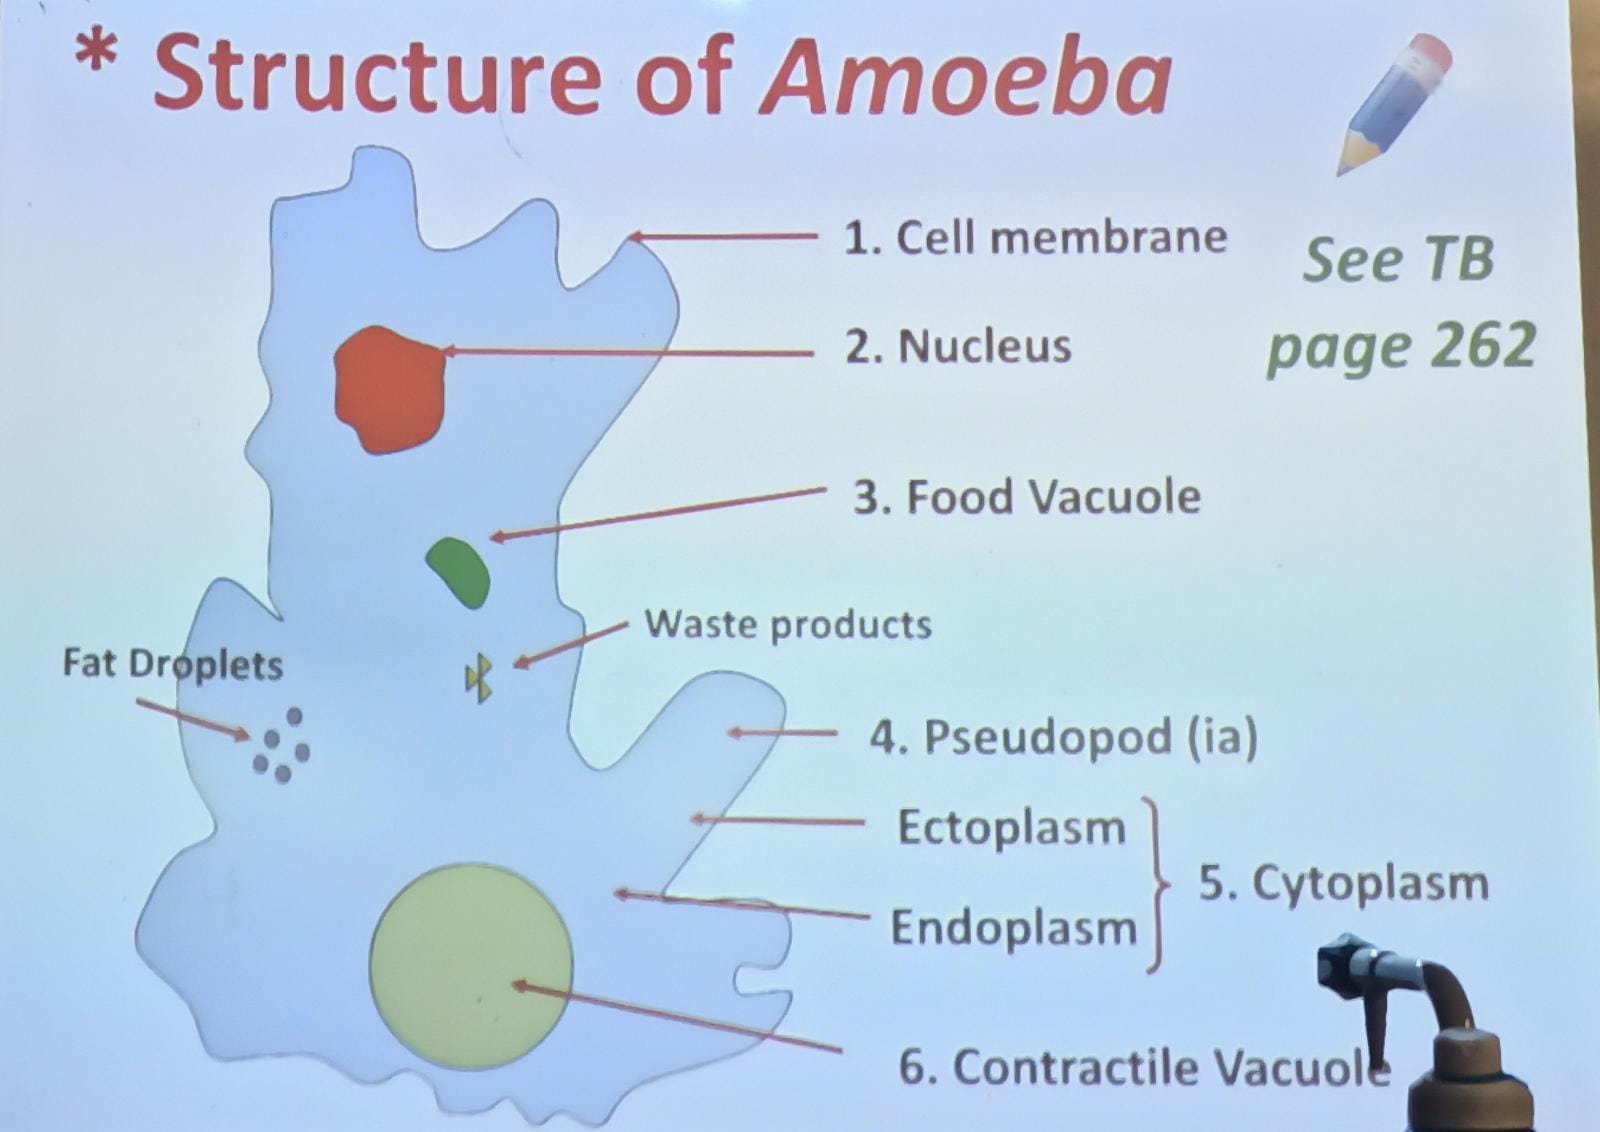 * Structure of Amoeba
1. Cell membrane
See TB
page 262
2. Nucleus
3. Food Vacuole
Waste products
Fat Droplets
4. Pseudopod (ia)
Ectoplasm
5. Cytoplasm
Endoplasm
6. Contractile Vacuole